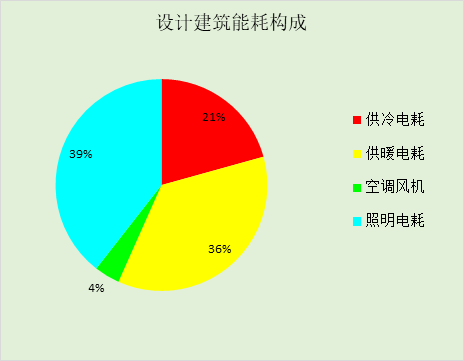 设计建筑能耗构成
21%
36%
4%
39%
供冷电耗
供暖电耗
空调风机
照明电耗